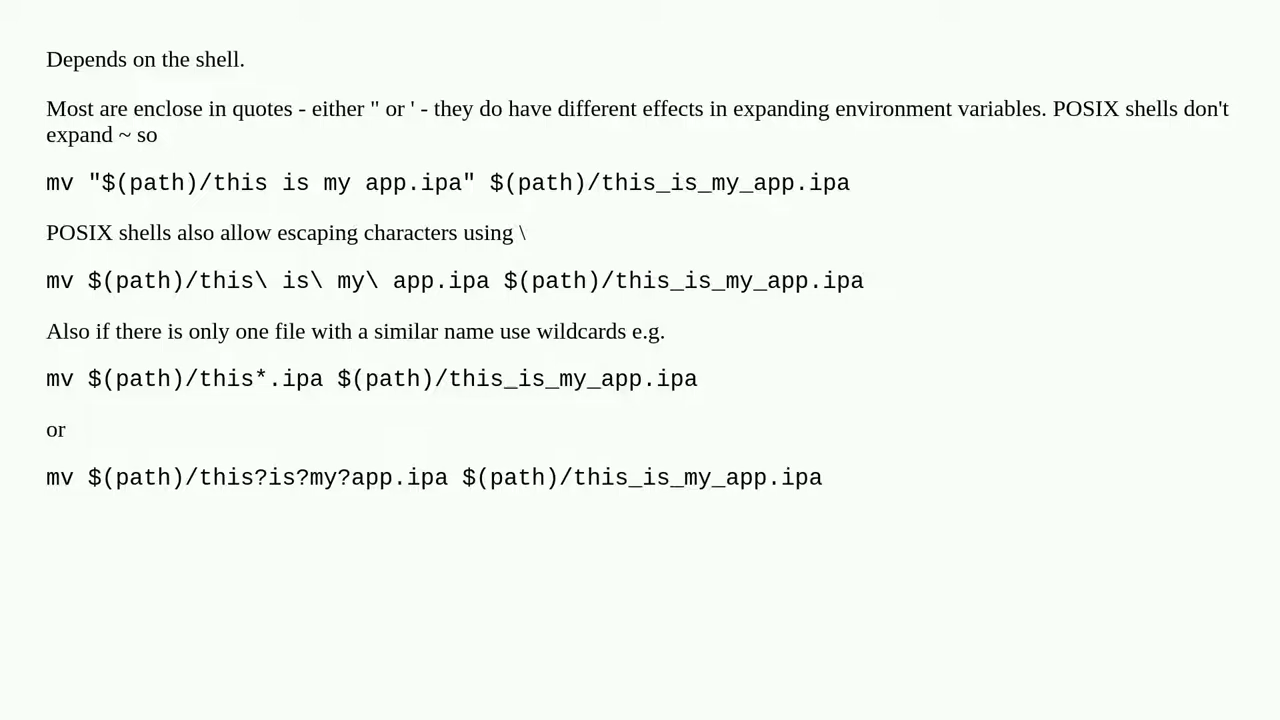 Depends on the shell.
Most are enclose in quotes - either " or ' - they do have different effects in expanding environment variables. POSIX shells don't
expand ~ so
mv "$(path)/this is my app.ipa" $(path)/this_is_my_app.ipa
POSIX shells also allow escaping characters using \
mv $(path)/this\ is\ my\ app.ipa $(path)/this_is_my_app.ipa
Also if there is only one file with a similar name use wildcards e.g.
mv $(path)/this*.ipa $(path)/this_is_my_app.ipa
or
mv $(path)/this?is?my?app.ipa $(path)/this_is_my_app.ipa